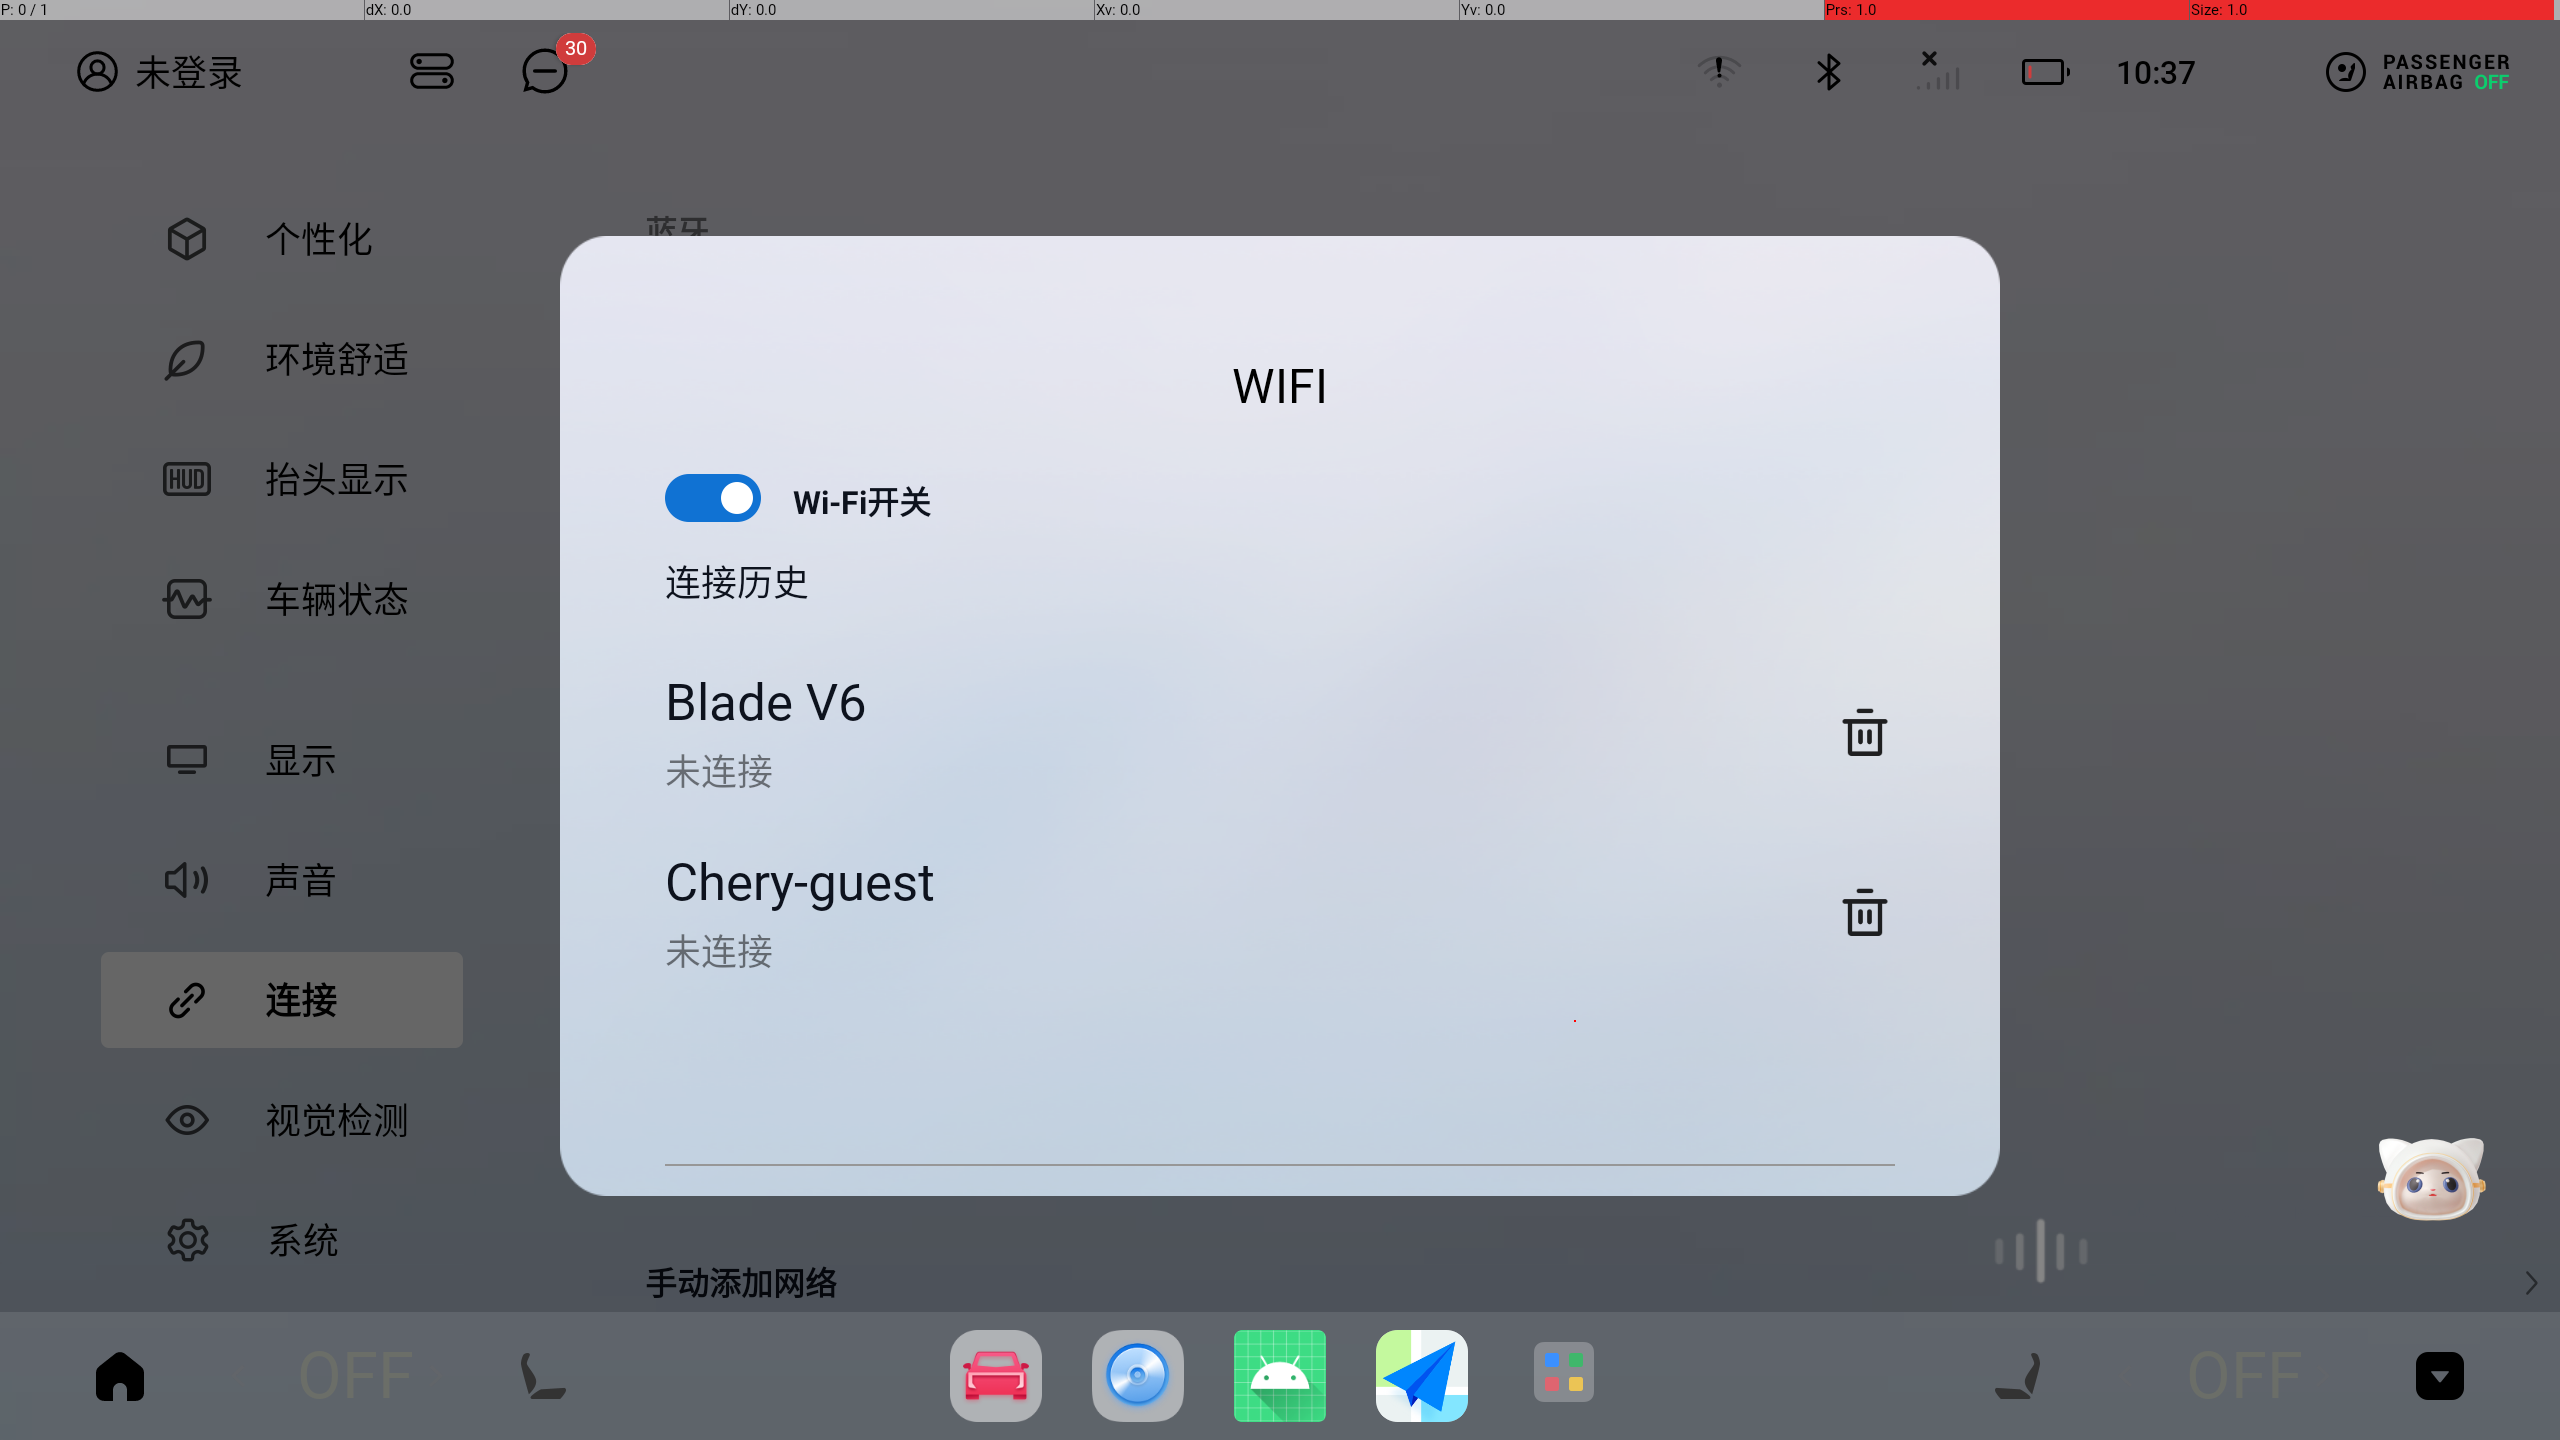 P: 0 / 1
dX: 0.0
dY: 0.0
Xv: 0.0
Yv: 0.0
Prs: 1.0
Size: 1.0
未登录
30
10:37
PASSENGER
AIRBAG OFF
个性化
环境舒适
HUD
抬头显示
车辆状态
显示
声音
连接
视觉检测
系统
蓝牙
WIFI
Wi-Fi开关
连接历史
Blade V6
未连接
Chery-guest
未连接
手动添加网络
OFF
OFF